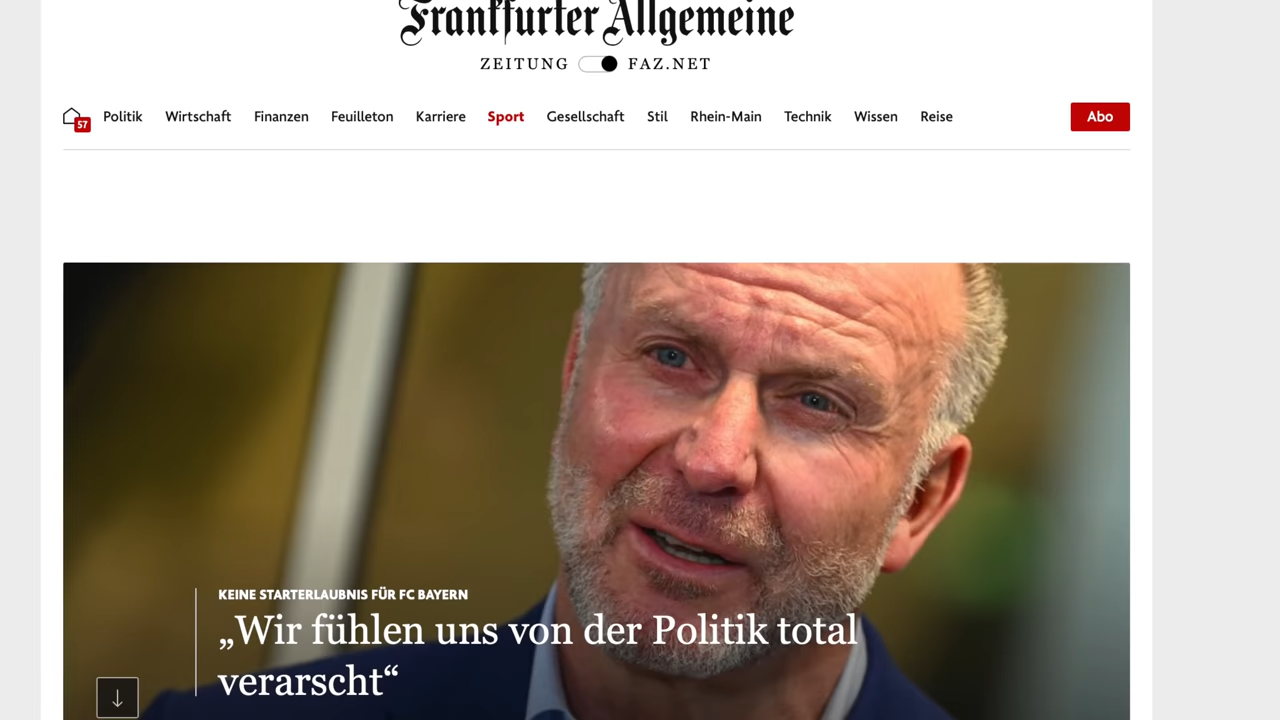 Frankfurter Allgemeine
ZEITUNG FAZ.NET
57 Politik Wirtschaft Finanzen Feuilleton Karriere Sport Gesellschaft Stil Rhein-Main Technik Wissen Reise Abo
KEINE STARTERLAUBNIS FÜR FC BAYERN
„Wir fühlen uns von der Politik total
verarscht“